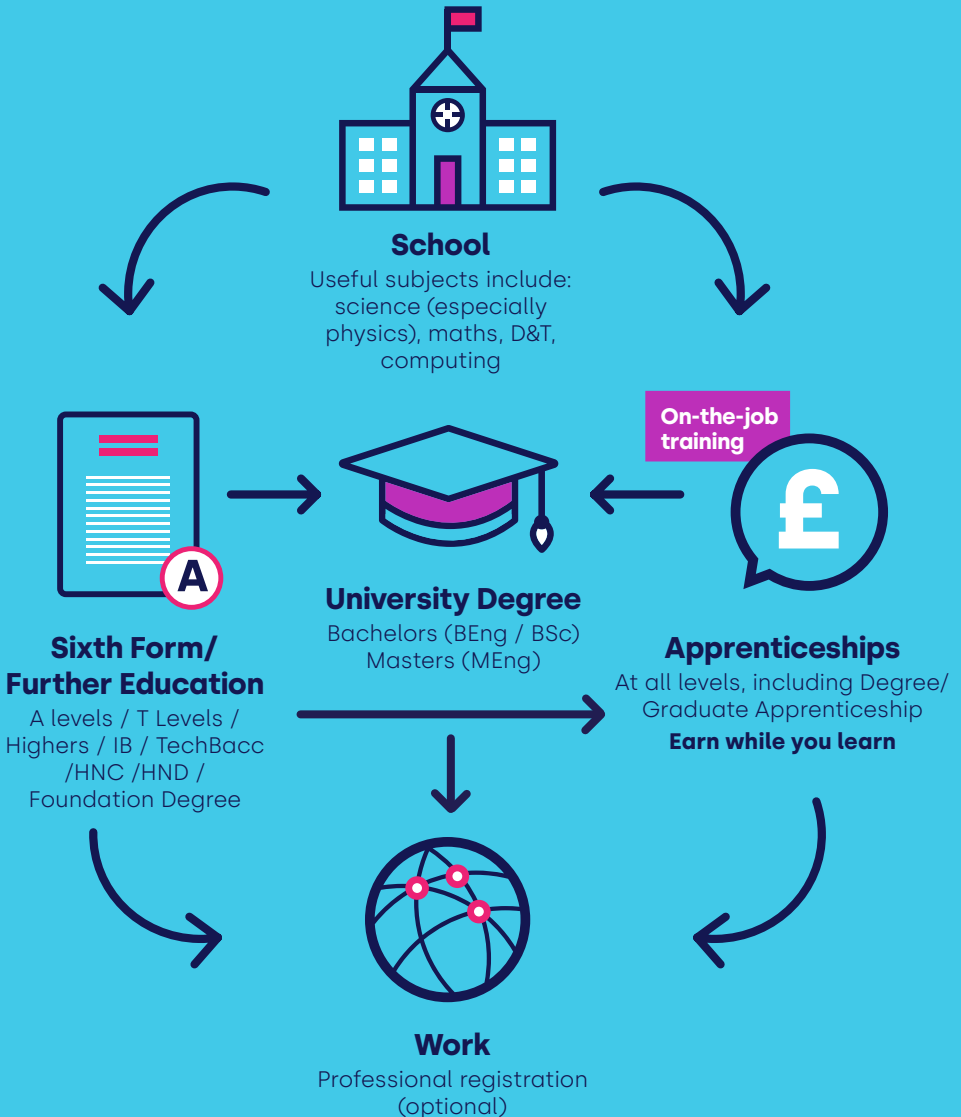 School
Useful subjects include:
science (especially
physics), maths, D&T,
computing
On-the-job
training
£
A
University Degree
Bachelors (BEng / BSc)
Masters (MEng)
Sixth Form/
Further Education
A levels / T Levels /
Highers / IB / TechBacc
/HNC /HND /
Foundation Degree
Apprenticeships
At all levels, including Degree/
Graduate Apprenticeship
Earn while you learn
Work
Professional registration
(optional)